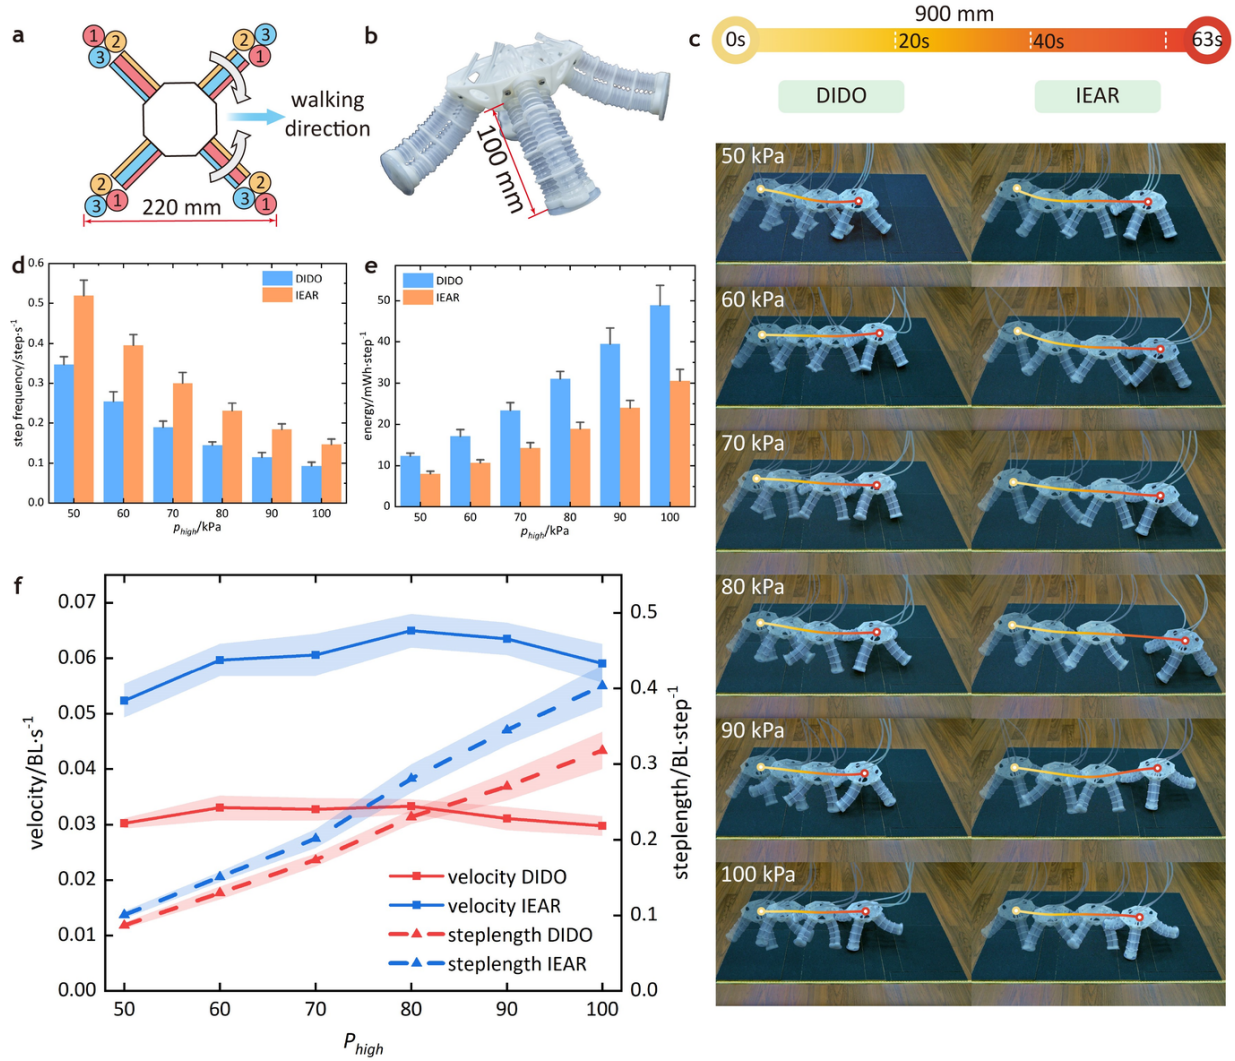 a
1
2
3
3
2
1
walking
direction
1
2
3
2
3
1
220 mm
b
100 mm
c
900 mm
0s
20s
40s
63s
DIDO
IEAR
50 kPa
60 kPa
70 kPa
80 kPa
90 kPa
100 kPa
d
step frequency/step·s⁻¹
0.6
0.5
0.4
0.3
0.2
0.1
0.0
DIDO
IEAR
50 60 70 80 90 100
p_high/kPa
e
energy/mWh·step⁻¹
50
40
30
20
10
0
DIDO
IEAR
50 60 70 80 90 100
p_high/kPa
f
velocity/BL·s⁻¹
0.07
0.06
0.05
0.04
0.03
0.02
0.01
0.00
velocity DIDO
velocity IEAR
steplength DIDO
steplength IEAR
0.5
0.4
0.3
0.2
0.1
0.0
steplength/BL·step⁻¹
50 60 70 80 90 100
P_high